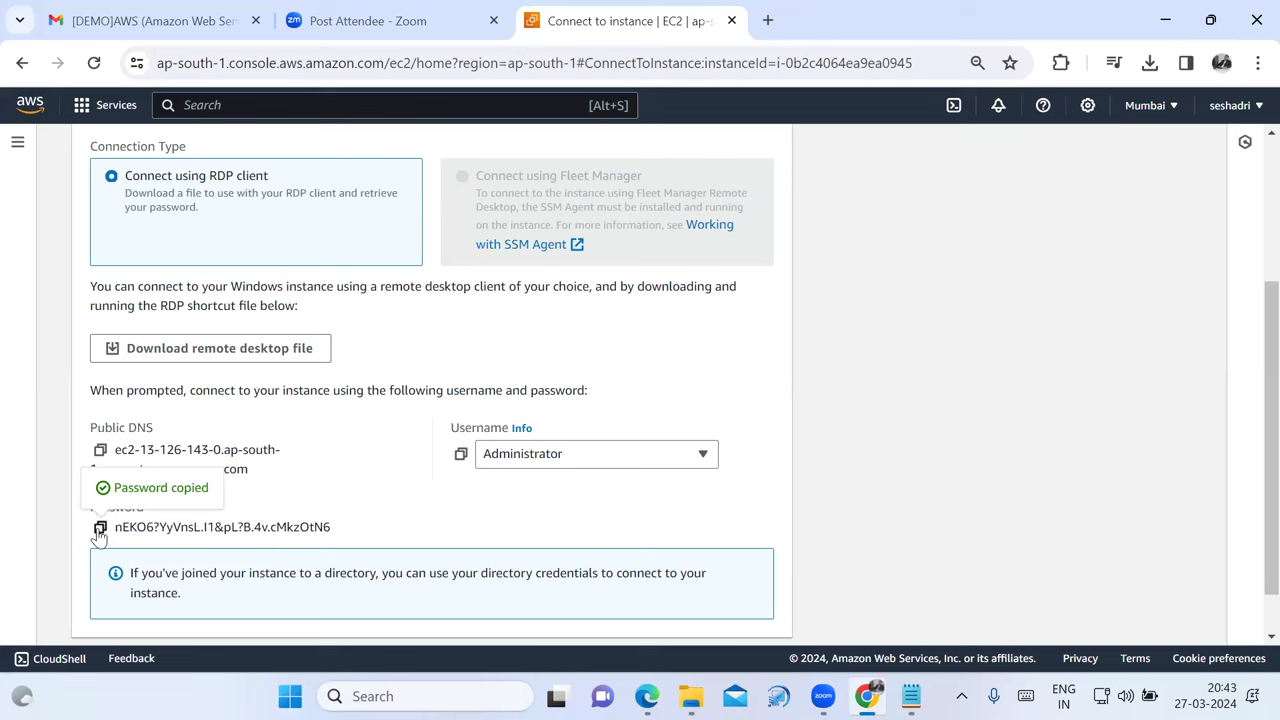 [DEMO]AWS (Amazon Web Ser
zm Post Attendee - Zoom
Connect to instance | EC2 | ap-s
ap-south-1.console.aws.amazon.com/ec2/home?region=ap-south-1#ConnectToInstance:instanceId=i-0b2c4064ea9ea0945
aws Services Search [Alt+S] Mumbai seshadri
Connection Type
Connect using RDP client
Download a file to use with your RDP client and retrieve
your password.
Connect using Fleet Manager
To connect to the instance using Fleet Manager Remote
Desktop, the SSM Agent must be installed and running
on the instance. For more information, see Working
with SSM Agent
You can connect to your Windows instance using a remote desktop client of your choice, and by downloading and
running the RDP shortcut file below:
Download remote desktop file
When prompted, connect to your instance using the following username and password:
Public DNS
ec2-13-126-143-0.ap-south-
com
Username Info
Administrator
Password copied
nEKO6?YyVnsL.I1&pL?B.4v.cMkzOtN6
If you've joined your instance to a directory, you can use your directory credentials to connect to your
instance.
CloudShell Feedback © 2024, Amazon Web Services, Inc. or its affiliates. Privacy Terms Cookie preferences
Search
zoom
ENG
IN
20:43
27-03-2024